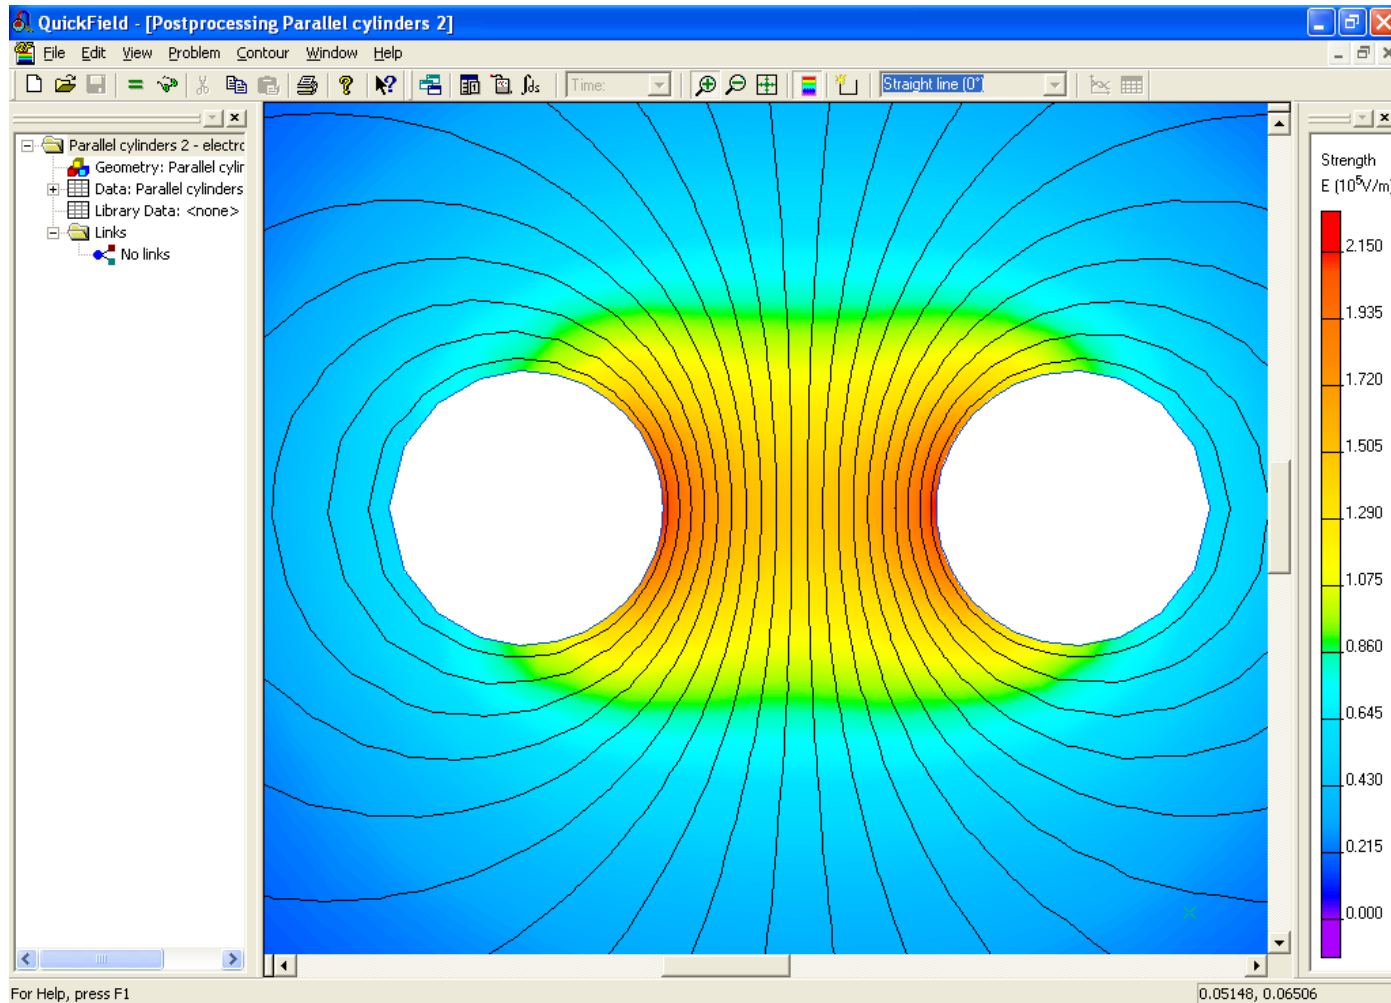 QuickField - [Postprocessing Parallel cylinders 2]
File Edit View Problem Contour Window Help
Time: Straight line (0°)
Parallel cylinders 2 - electro
Geometry: Parallel cylin
Data: Parallel cylinders
Library Data: <none>
Links
No links
Strength
E (10⁵V/m)
2.150
1.935
1.720
1.505
1.290
1.075
0.860
0.645
0.430
0.215
0.000
For Help, press F1
0.05148, 0.06506